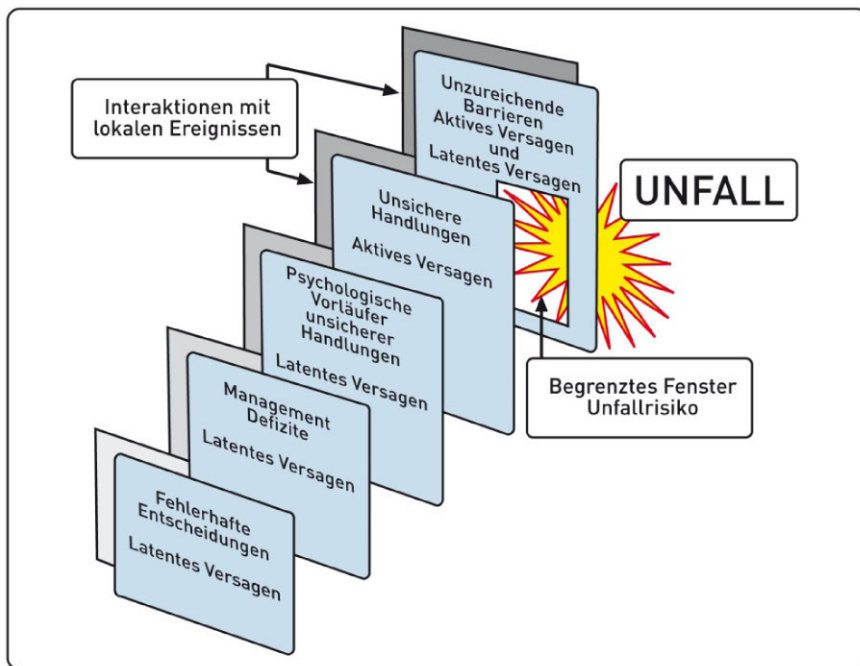 Interaktionen mit
lokalen Ereignissen
Unzureichende
Barrieren
Aktives Versagen
und
Latentes Versagen
UNFALL
Unsichere
Handlungen
Aktives Versagen
Psychologische
Vorläufer
unsicherer
Handlungen
Latentes Versagen
Begrenztes Fenster
Unfallrisiko
Management
Defizite
Latentes Versagen
Fehlerhafte
Entscheidungen
Latentes Versagen